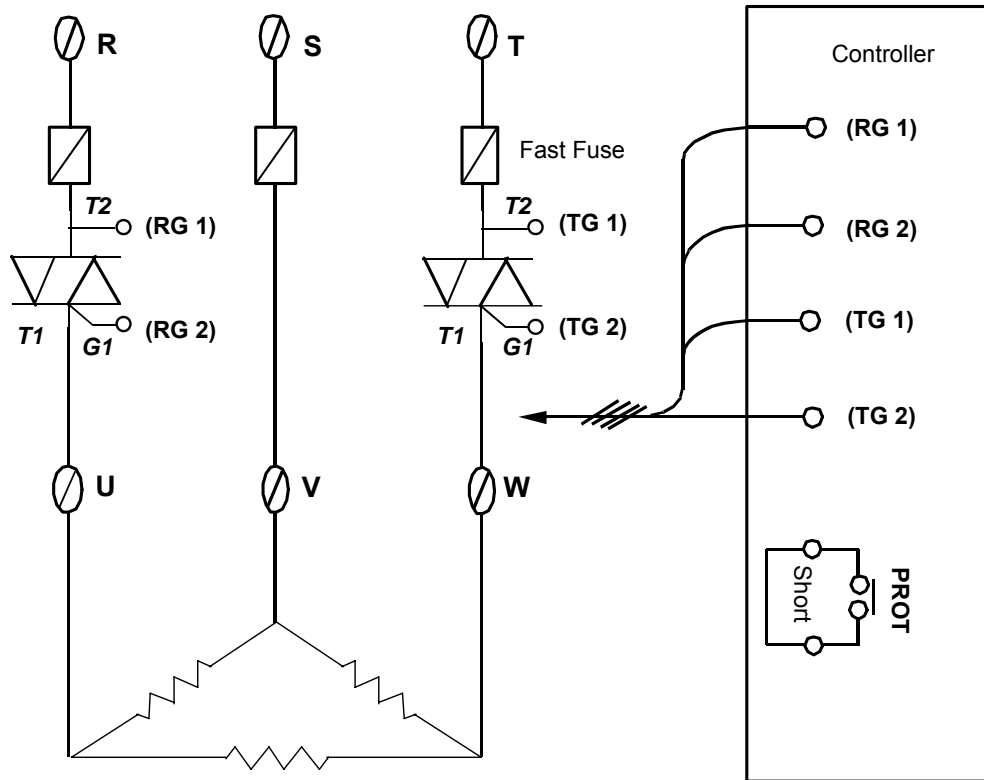 R
S
T
Controller
Fast Fuse
(RG 1)
T2
(RG 1)
T2
(TG 1)
(RG 2)
T1
G1
(RG 2)
T1
G1
(TG 2)
(TG 1)
(TG 2)
U
V
W
Short
PROT